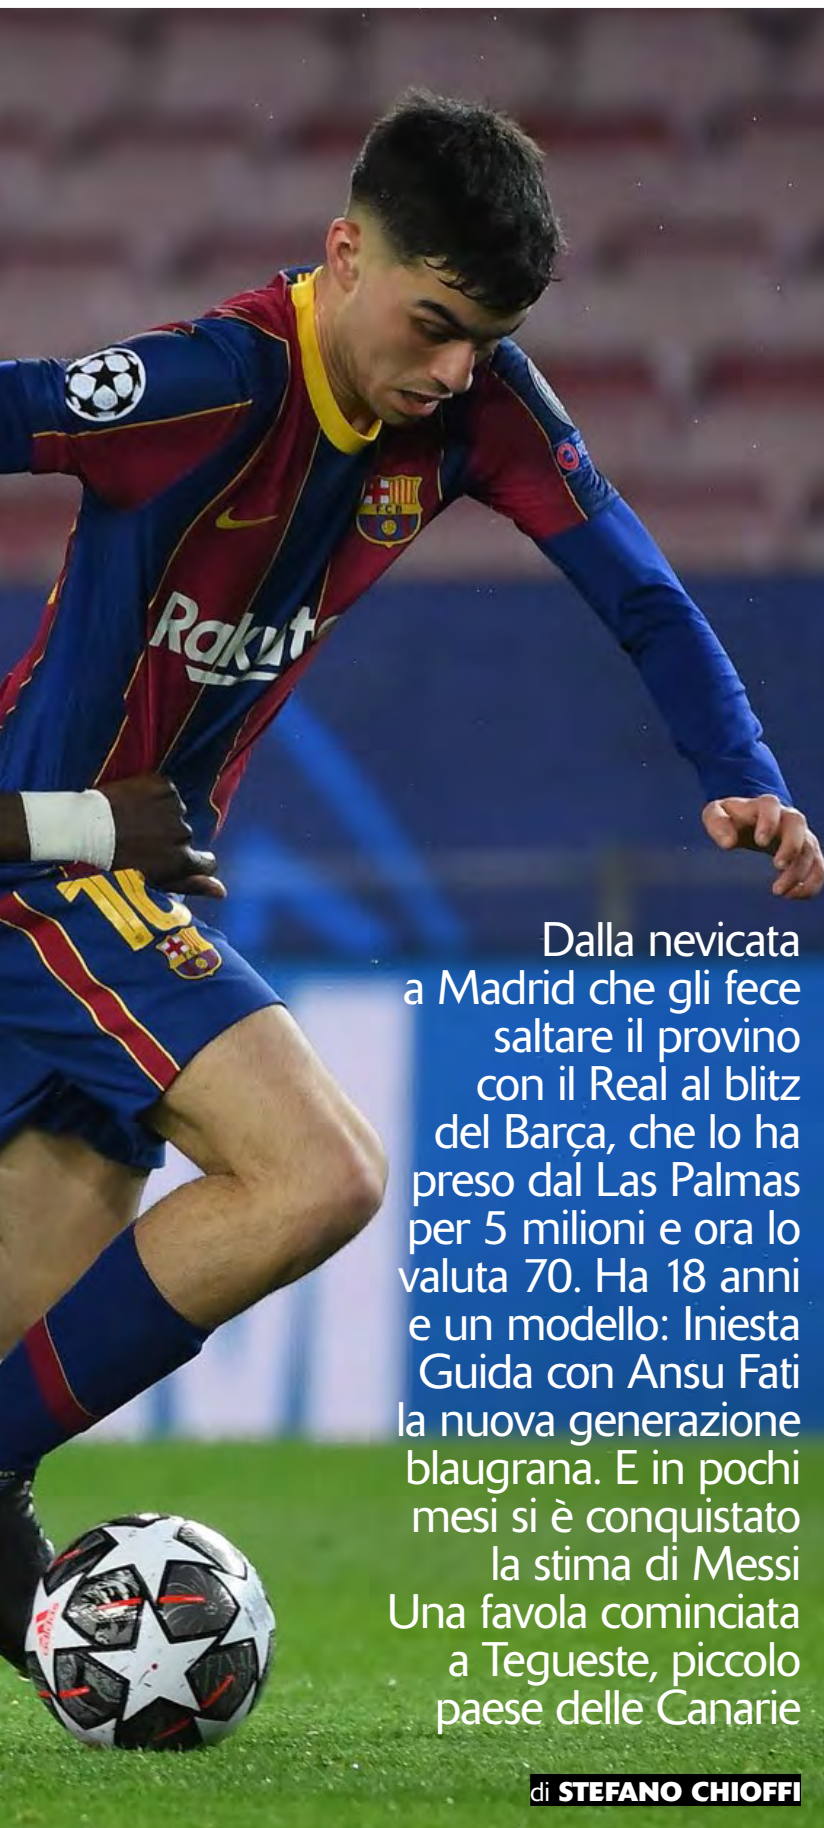 Rakut
FCB
Dalla nevicata
a Madrid che gli fece
saltare il provino
con il Real al blitz
del Barça, che lo ha
preso dal Las Palmas
per 5 milioni e ora lo
valuta 70. Ha 18 anni
e un modello: Iniesta
Guida con Ansu Fati
la nuova generazione
blaugrana. E in pochi
mesi si è conquistato
la stima di Messi
Una favola cominciata
a Tegueste, piccolo
paese delle Canarie
adidas
di STEFANO CHIOFFI